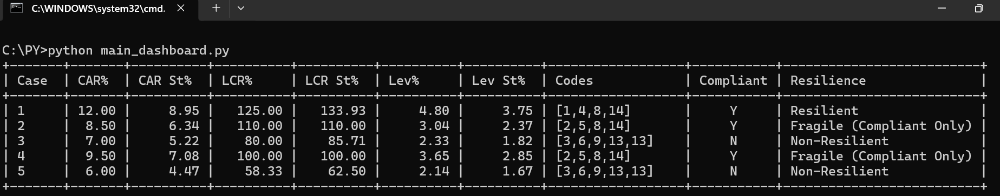 C:\WINDOWS\system32\cmd.
C:\PY>python main_dashboard.py
+-------+-------+----------+----------+----------+----------+----------+------------------+-----------+--------------------------+
| Case  | CAR%  | CAR St%  | LCR%     | LCR St%  | Lev%     | Lev St%  | Codes            | Compliant | Resilience               |
+-------+-------+----------+----------+----------+----------+----------+------------------+-----------+--------------------------+
| 1     | 12.00 |     8.95 |   125.00 |   133.93 |     4.80 |     3.75 | [1,4,8,14]       |     Y     | Resilient                |
| 2     |  8.50 |     6.34 |   110.00 |   110.00 |     3.04 |     2.37 | [2,5,8,14]       |     Y     | Fragile (Compliant Only) |
| 3     |  7.00 |     5.22 |    80.00 |    85.71 |     2.33 |     1.82 | [3,6,9,13,13]    |     N     | Non-Resilient            |
| 4     |  9.50 |     7.08 |   100.00 |   100.00 |     3.65 |     2.85 | [2,5,8,14]       |     Y     | Fragile (Compliant Only) |
| 5     |  6.00 |     4.47 |    58.33 |    62.50 |     2.14 |     1.67 | [3,6,9,13,13]    |     N     | Non-Resilient            |
+-------+-------+----------+----------+----------+----------+----------+------------------+-----------+--------------------------+